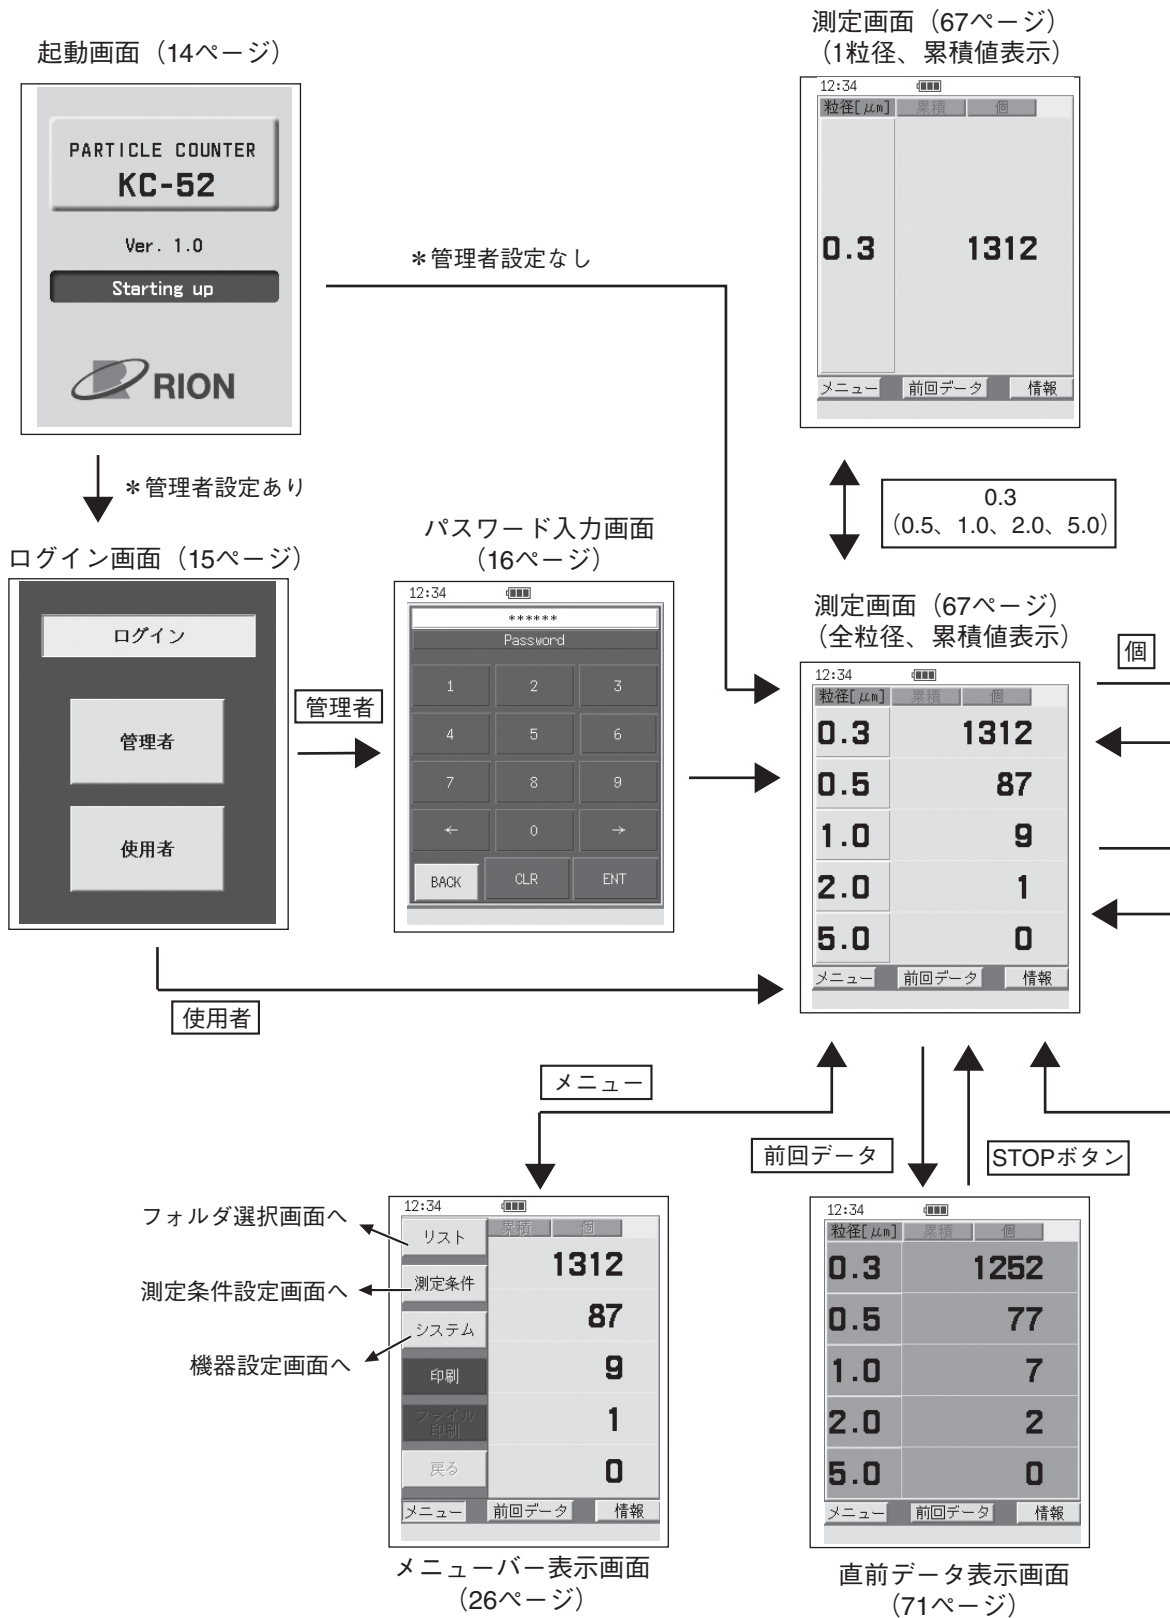 測定画面（67ページ）
（1粒径、累積値表示）
起動画面（14ページ）
PARTICLE COUNTER
KC-52
Ver. 1.0
Starting up
RION
＊管理者設定なし
12:34
粒径[μm] 累積 個
0.3 1312
メニュー 前回データ 情報
＊管理者設定あり
0.3
（0.5、1.0、2.0、5.0）
ログイン画面（15ページ）
ログイン
管理者
使用者
管理者
パスワード入力画面
（16ページ）
12:34
******
Password
1 2 3
4 5 6
7 8 9
← 0 →
BACK CLR ENT
使用者
測定画面（67ページ）
（全粒径、累積値表示）
個
12:34
粒径[μm] 累積 個
0.3 1312
0.5 87
1.0 9
2.0 1
5.0 0
メニュー 前回データ 情報
メニュー
前回データ
STOPボタン
フォルダ選択画面へ
測定条件設定画面へ
機器設定画面へ
12:34
累積 個
リスト 1312
測定条件
87
システム
印刷 9
ファイル
印刷
1
戻る 0
メニュー 前回データ 情報
メニューバー表示画面
（26ページ）
12:34
粒径[μm] 累積 個
0.3 1252
0.5 77
1.0 7
2.0 2
5.0 0
メニュー 前回データ 情報
直前データ表示画面
（71ページ）